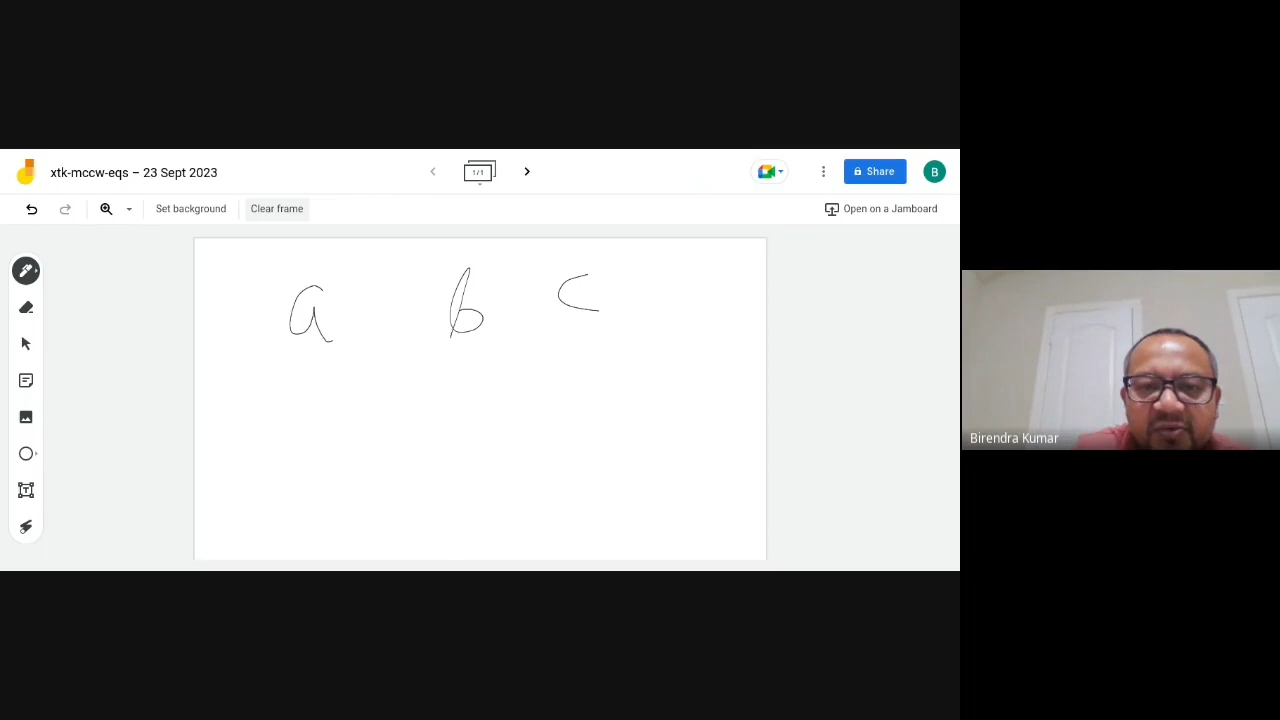 xtk-mccw-eqs – 23 Sept 2023
1/1
Share
B
Set background
Clear frame
Open on a Jamboard
a b c
Birendra Kumar